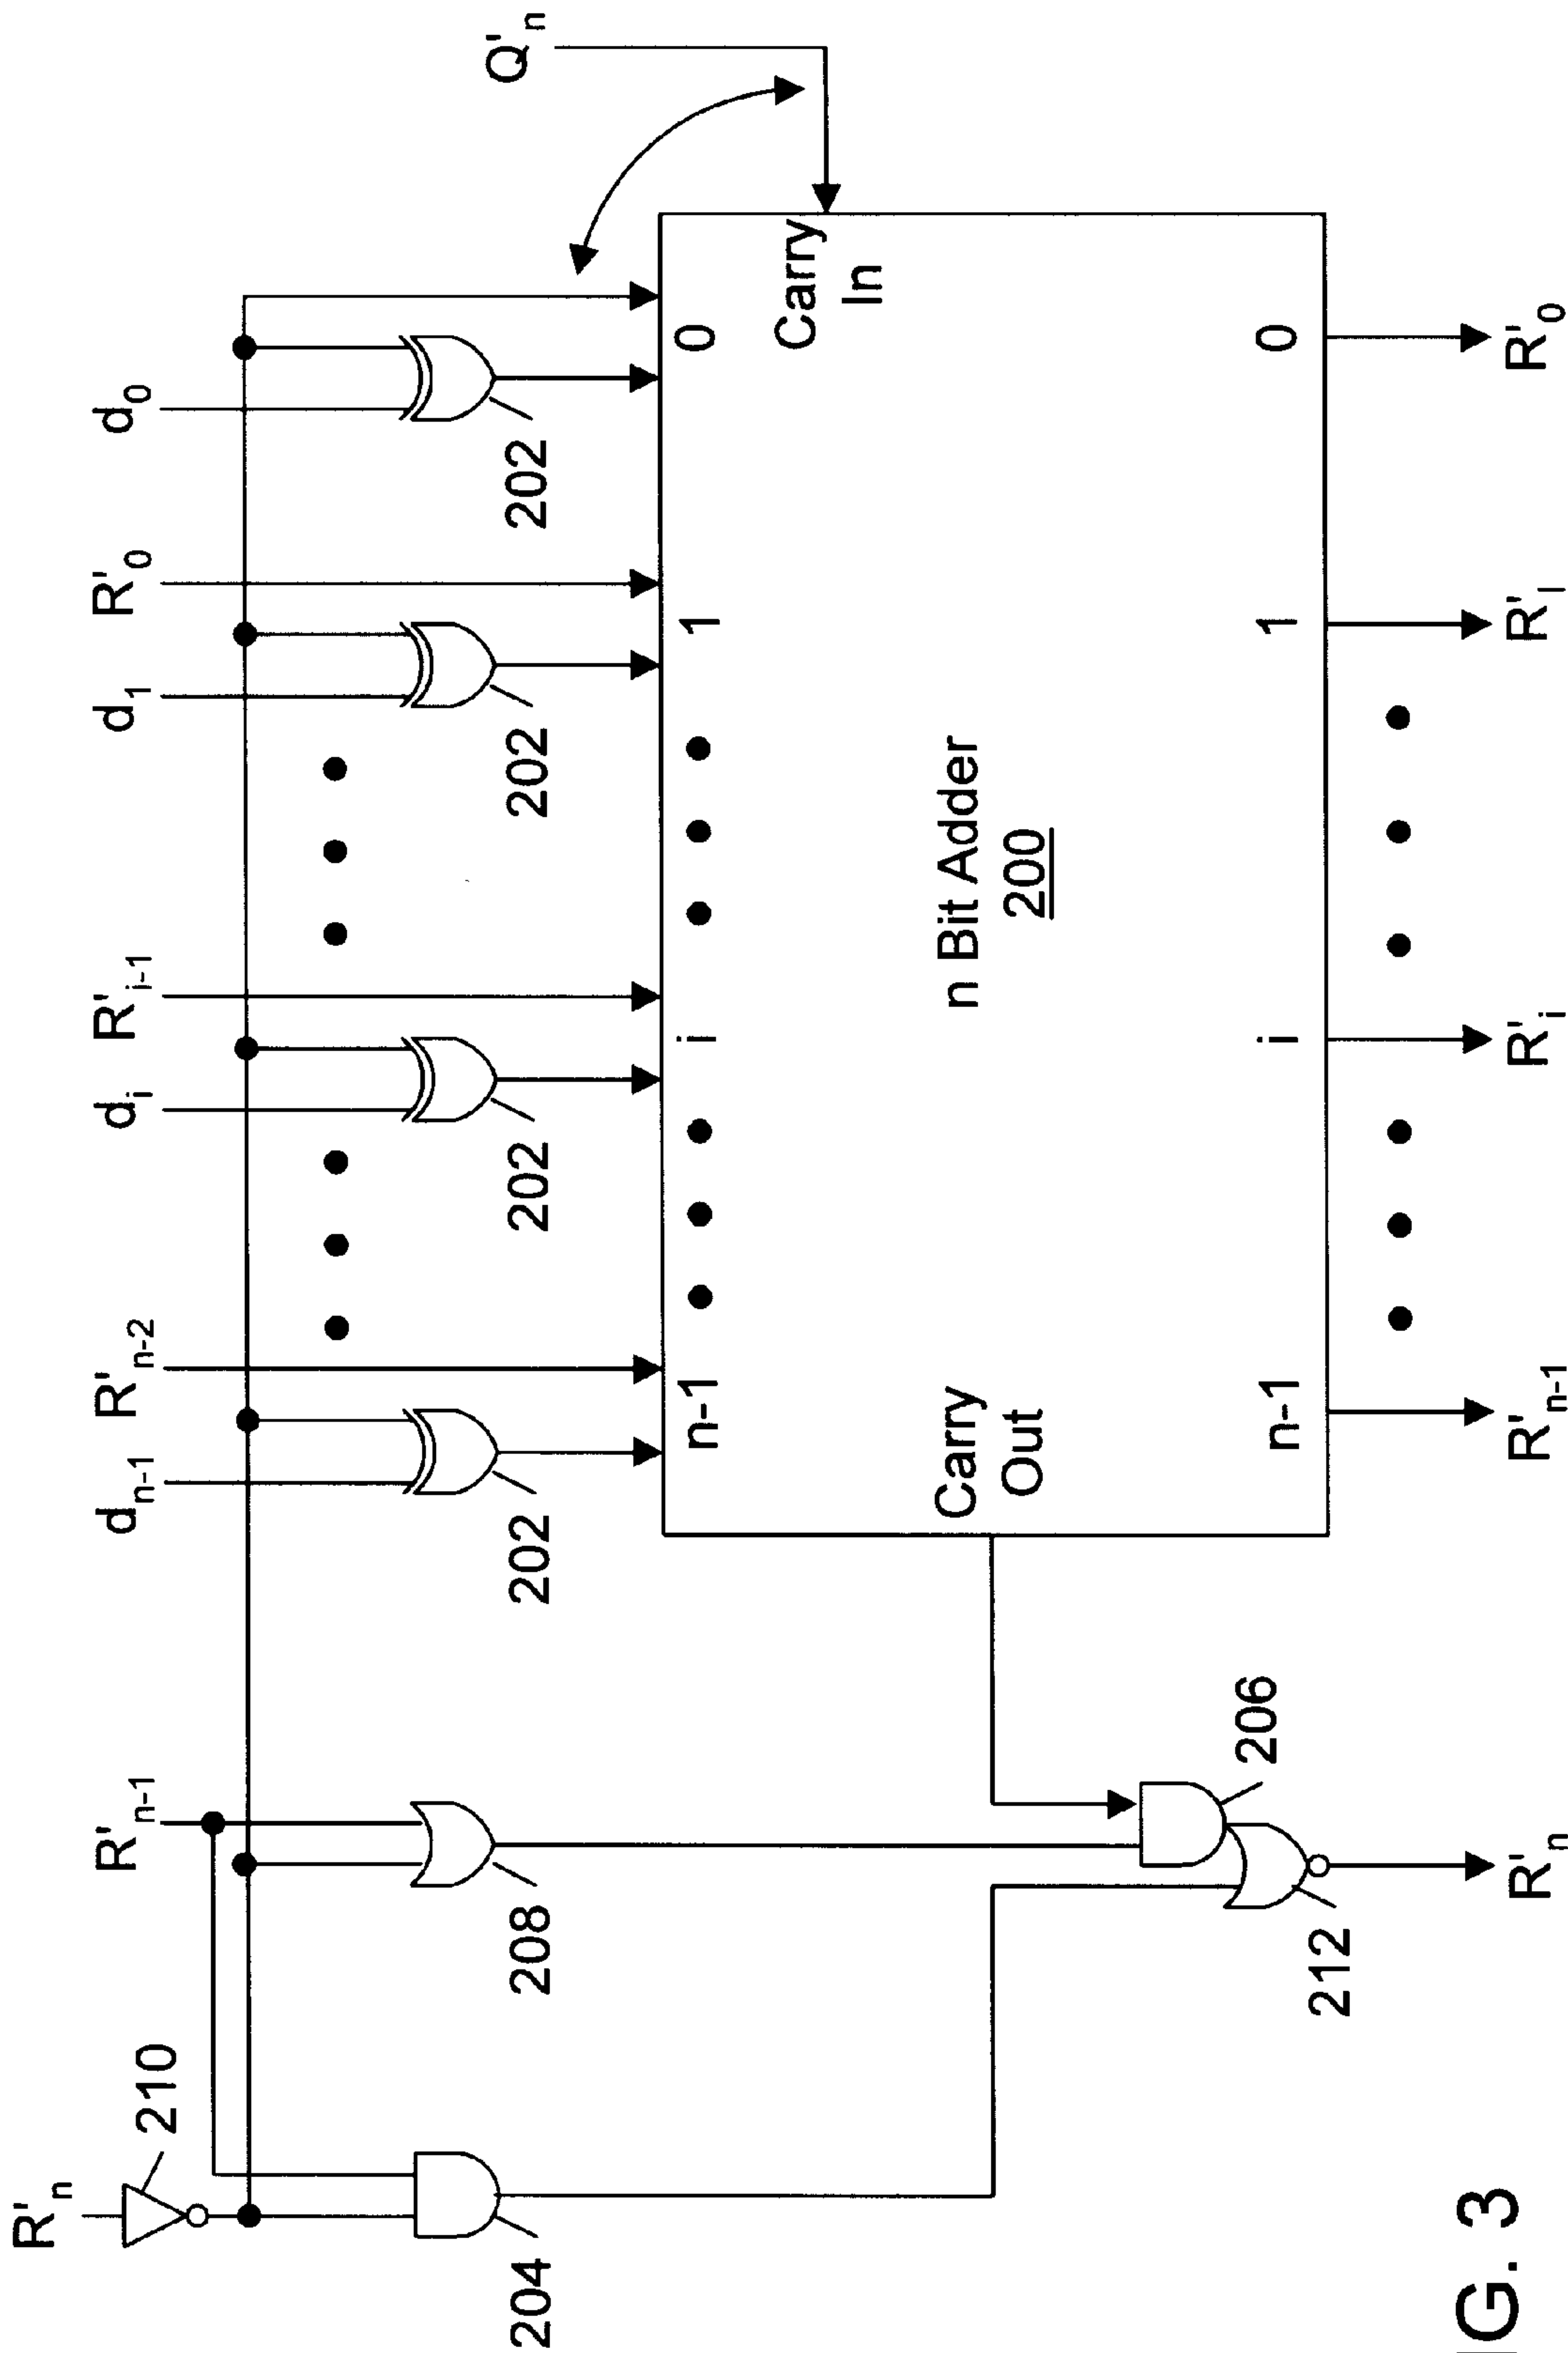 R'n
210
R'n-1
dn-1
R'n-2
di
R'i-1
d1
R'0
d0
Q'n
204
208
202
202
202
202
n-1
i
1
0
Carry
In
Carry
Out
n Bit Adder
200
n-1
i
1
0
206
212
R'n
R'n-1
R'i
R'l
R'0
G. 3